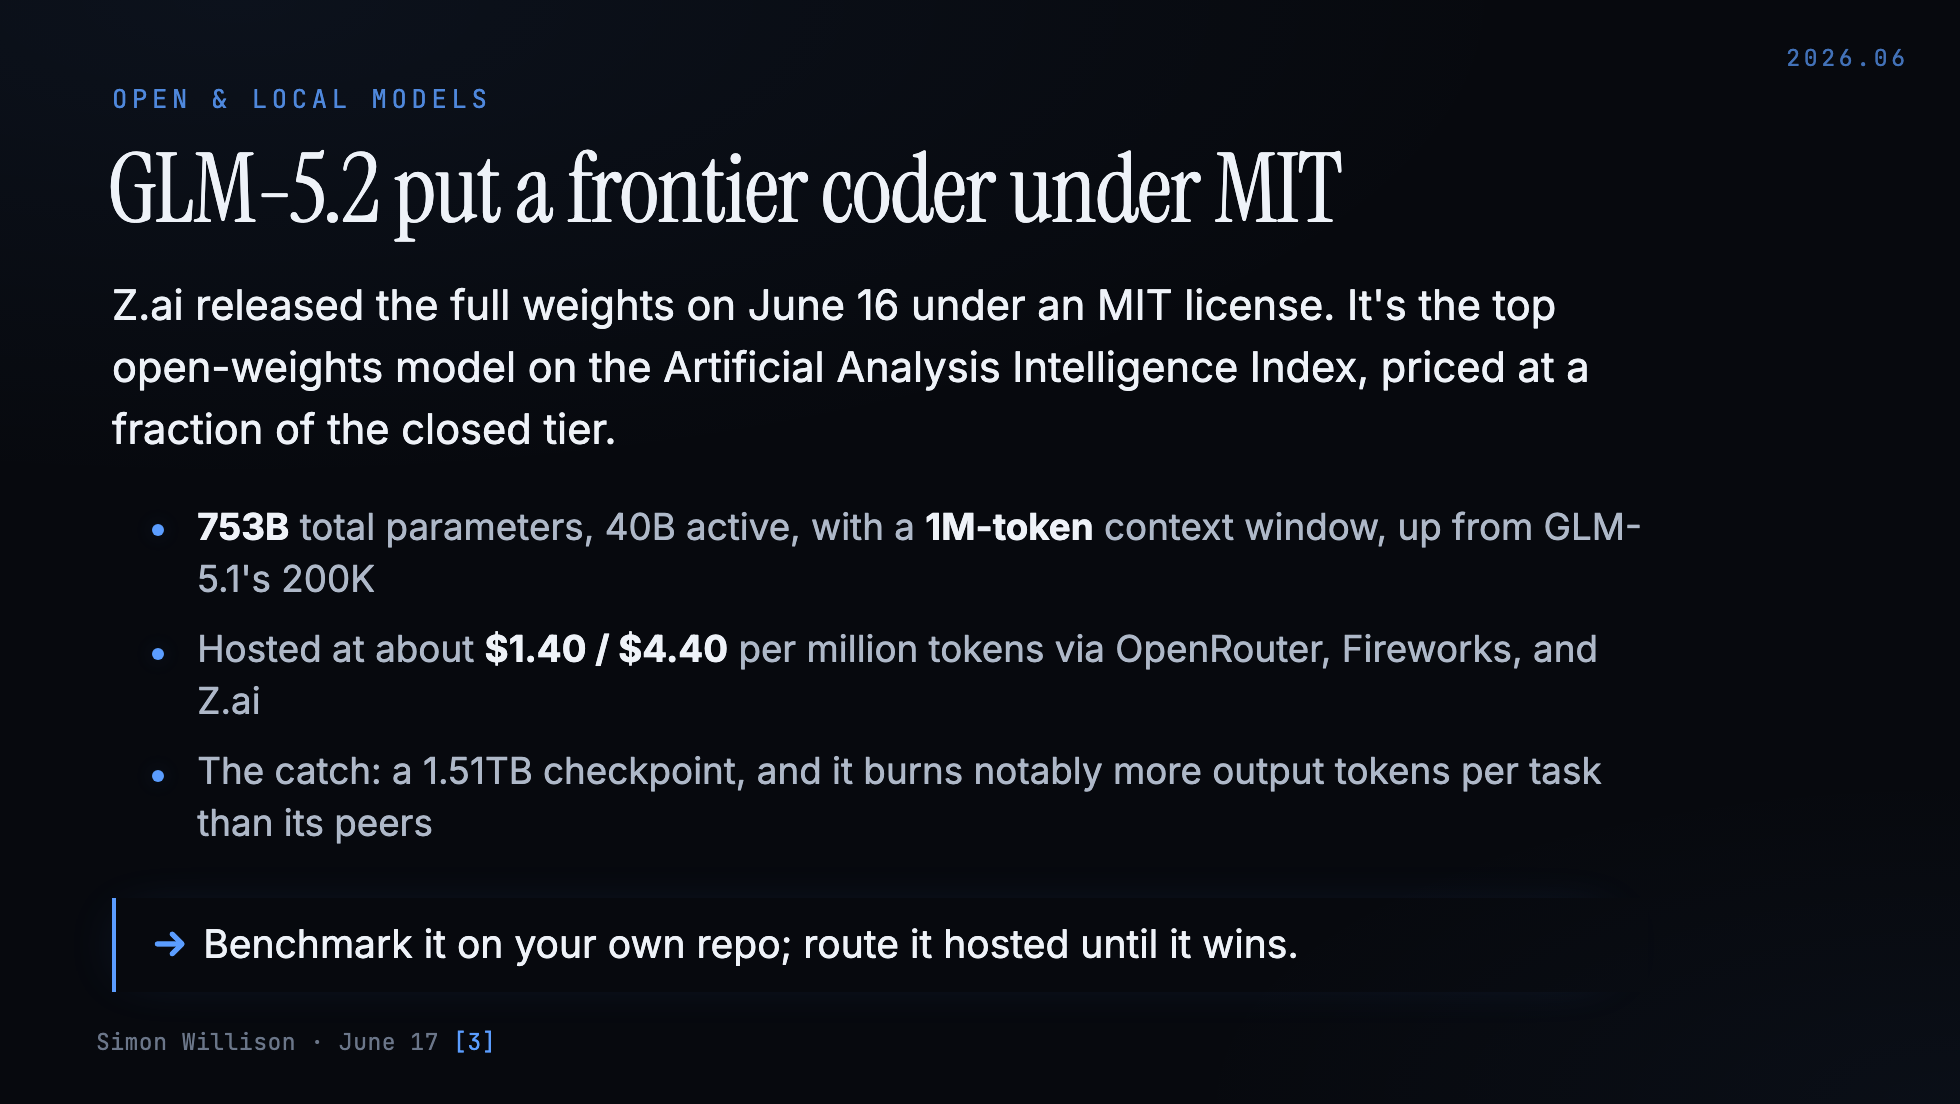 2026.06
OPEN & LOCAL MODELS
GLM-5.2 put a frontier coder under MIT
Z.ai released the full weights on June 16 under an MIT license. It's the top
open-weights model on the Artificial Analysis Intelligence Index, priced at a
fraction of the closed tier.
• 753B total parameters, 40B active, with a 1M-token context window, up from GLM-
5.1's 200K
• Hosted at about $1.40 / $4.40 per million tokens via OpenRouter, Fireworks, and
Z.ai
• The catch: a 1.51TB checkpoint, and it burns notably more output tokens per task
than its peers
→ Benchmark it on your own repo; route it hosted until it wins.
Simon Willison · June 17 [3]